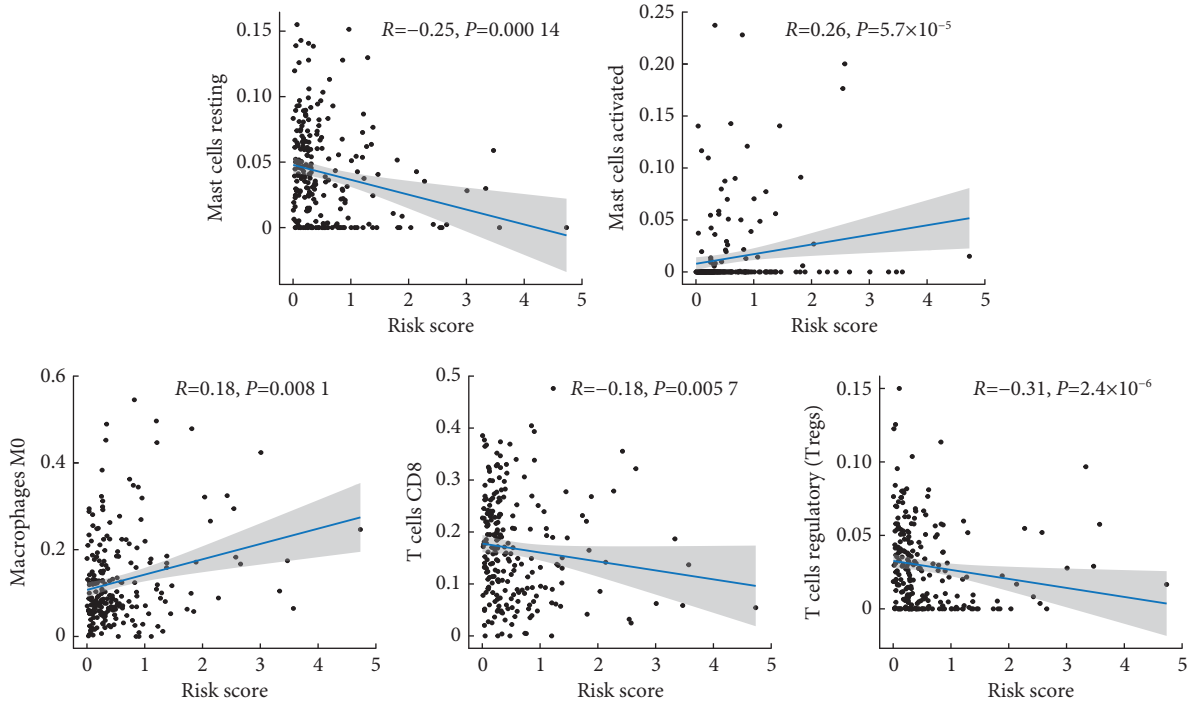 R=−0.25, P=0.000 14
Mast cells resting
0.15
0.10
0.05
0
0 1 2 3 4 5
Risk score
R=0.26, P=5.7×10⁻⁵
Mast cells activated
0.25
0.20
0.15
0.10
0.05
0
0 1 2 3 4 5
Risk score
R=0.18, P=0.008 1
Macrophages M0
0.6
0.4
0.2
0
0 1 2 3 4 5
Risk score
R=−0.18, P=0.005 7
T cells CD8
0.5
0.4
0.3
0.2
0.1
0
0 1 2 3 4 5
Risk score
R=−0.31, P=2.4×10⁻⁶
T cells regulatory (Tregs)
0.15
0.10
0.05
0
0 1 2 3 4 5
Risk score